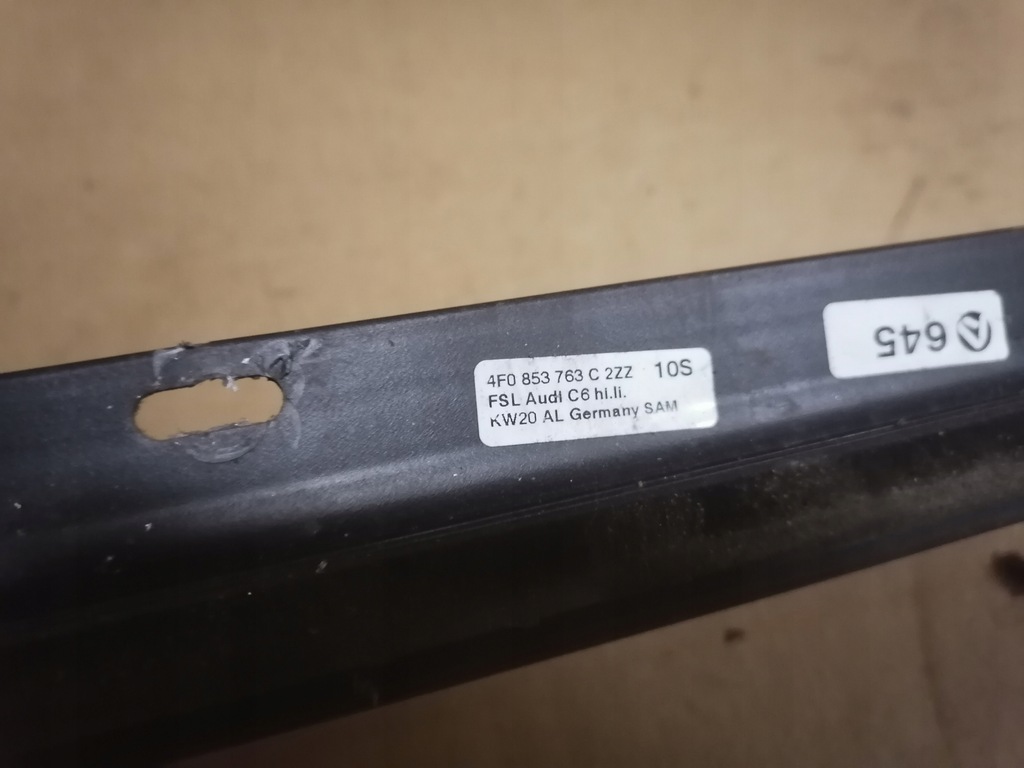 4F0 853 763 C 2ZZ 10S
FSL Audi C6 hi.li.
KW20 AL Germany SAM
645